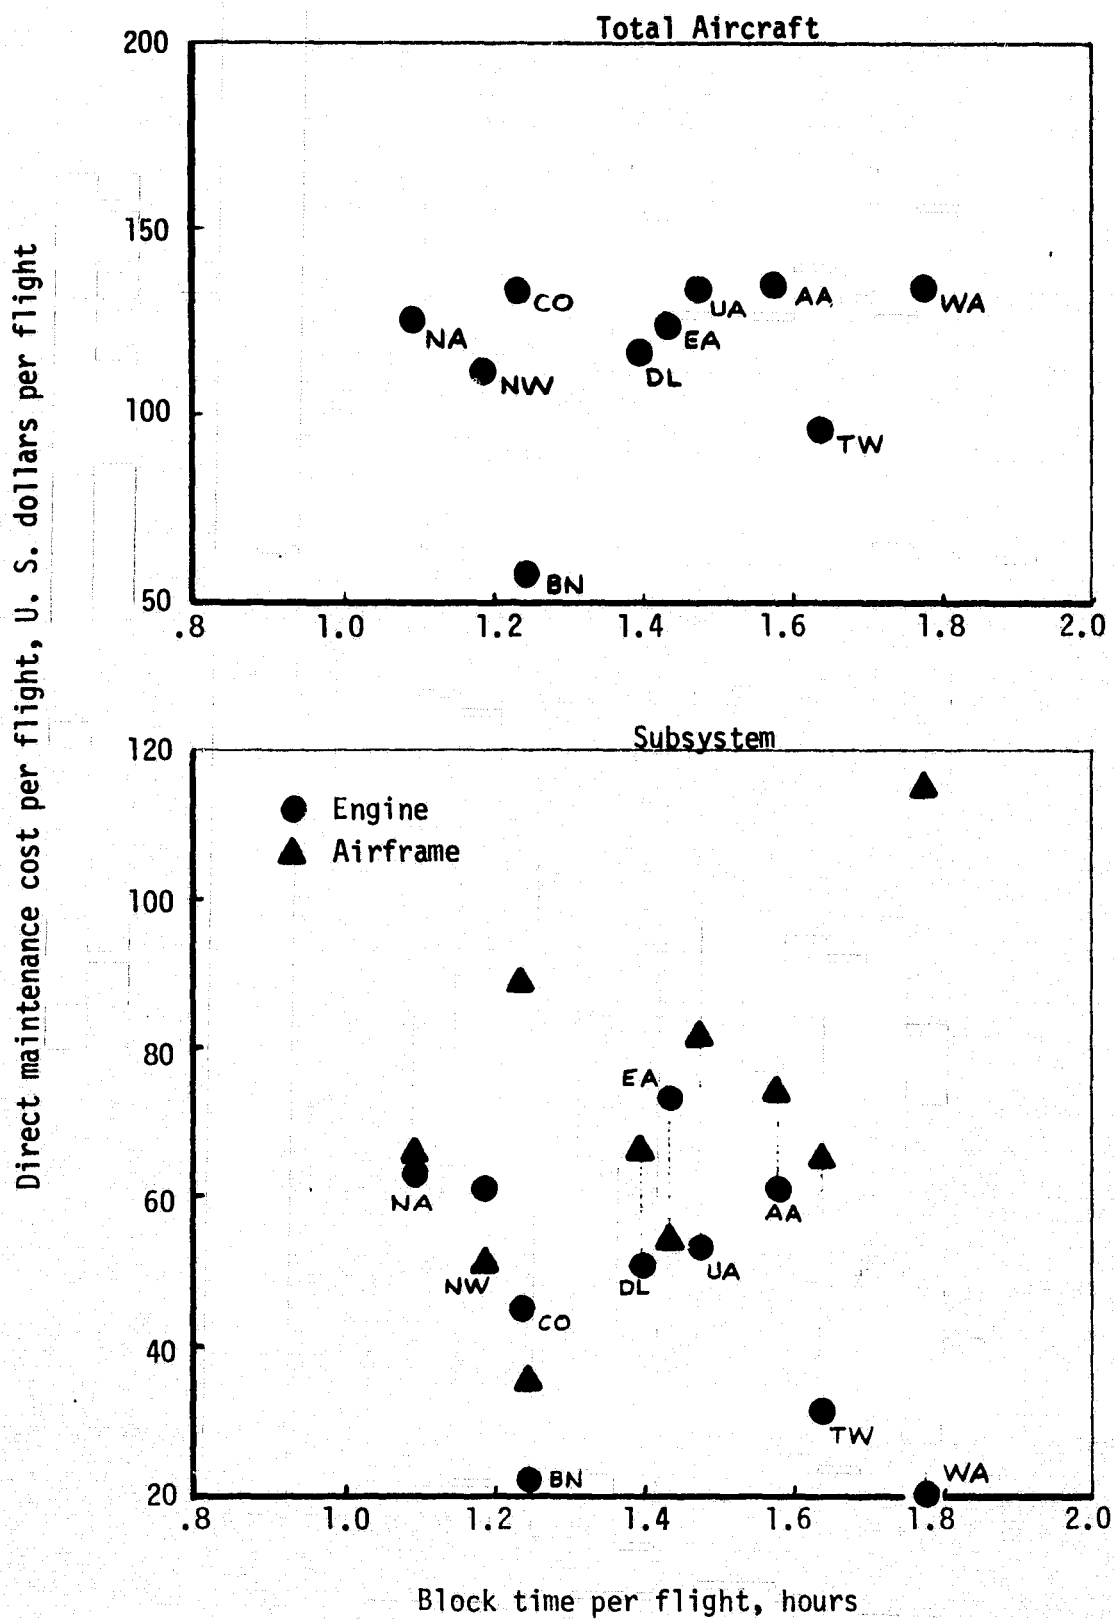 Total Aircraft
200
150
100
50
CO
NA
NW
UA
AA
WA
EA
DL
TW
BN
.8 1.0 1.2 1.4 1.6 1.8 2.0
Direct maintenance cost per flight, U. S. dollars per flight
Subsystem
120
100
80
60
40
20
Engine
Airframe
EA
NA
AA
NW
DL
UA
CO
TW
BN
WA
.8 1.0 1.2 1.4 1.6 1.8 2.0
Block time per flight, hours